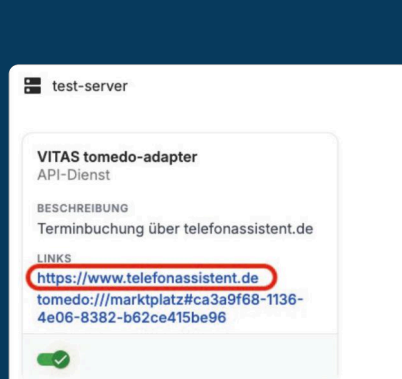 test-server
VITAS tomedo-adapter
API-Dienst
BESCHREIBUNG
Terminbuchung über telefonassistent.de
LINKS
https://www.telefonassistent.de
tomedo:///marktplatz#ca3a9f68-1136-
4e06-8382-b62ce415be96